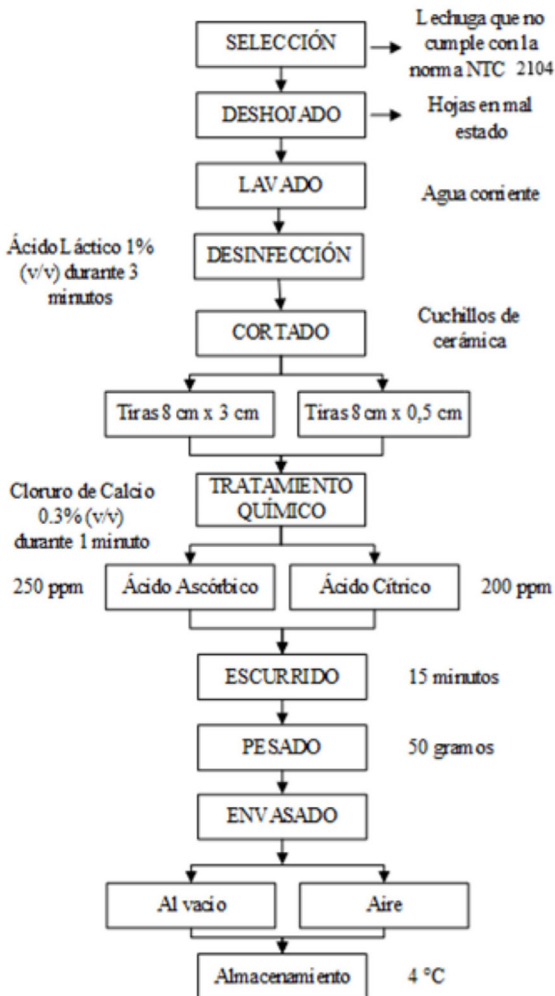 SELECCIÓN
Lechuga que no
cumple con la
norma NTC 2104
DESHOJADO
Hojas en mal
estado
LAVADO
Agua corriente
Ácido Láctico 1%
(v/v) durante 3
minutos
DESINFECCIÓN
CORTADO
Cuchillos de
cerámica
Tiras 8 cm x 3 cm
Tiras 8 cm x 0,5 cm
Cloruro de Calcio
0.3% (v/v)
durante 1 minuto
TRATAMIENTO
QUÍMICO
250 ppm
Ácido Ascórbico
Ácido Cítrico
200 ppm
ESCURRIDO
15 minutos
PESADO
50 gramos
ENVASADO
Al vacio
Aire
Almacenamiento
4 °C